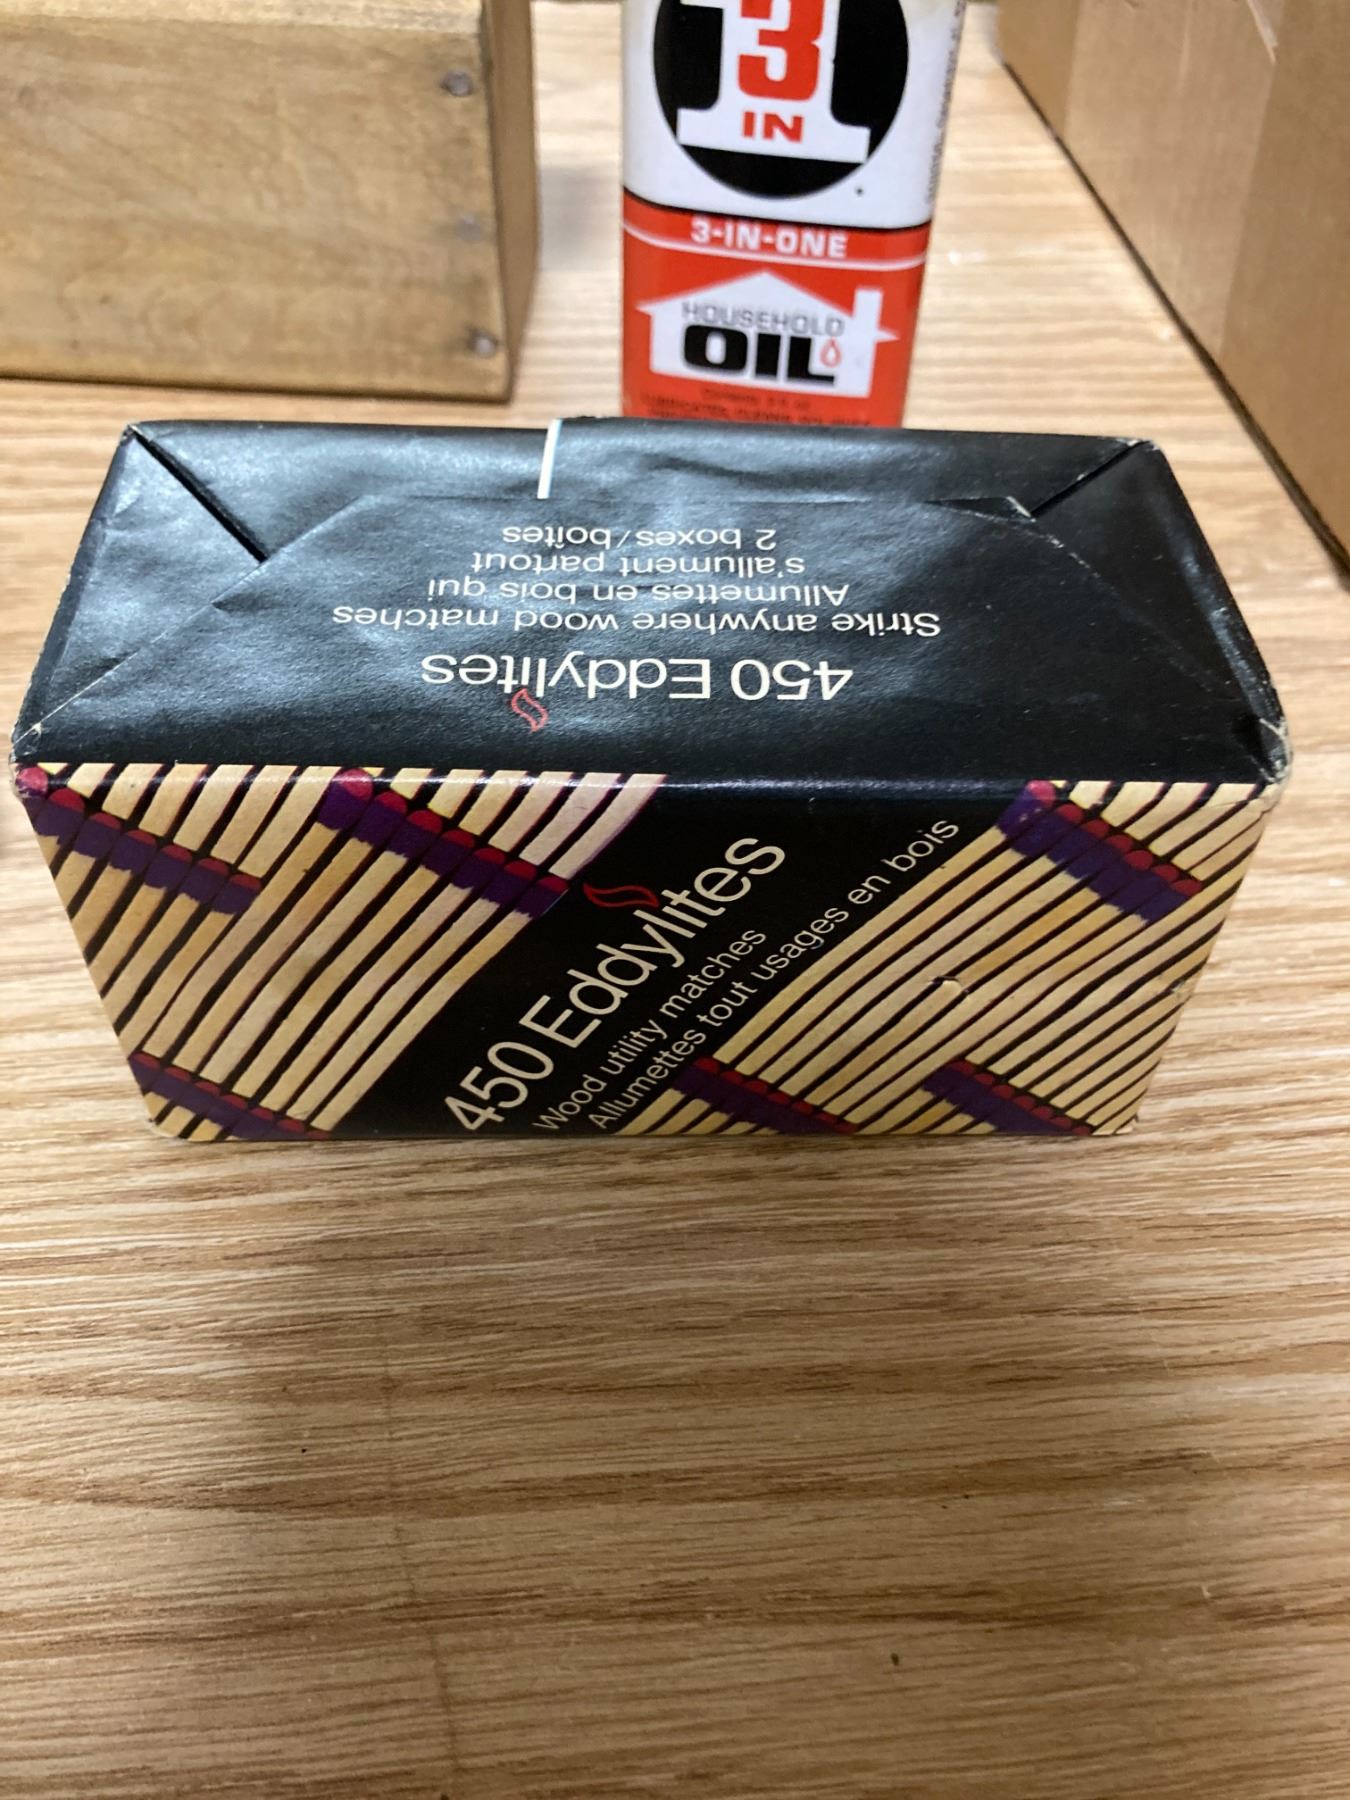 3
IN
1
3-IN-ONE
HOUSEHOLD
OIL
450 Eddylites
Strike anywhere wood matches
Allumettes en bois qui
s'allument partout
2 boxes/boîtes
450 Eddylites
Wood utility matches
Allumettes tout usages en bois